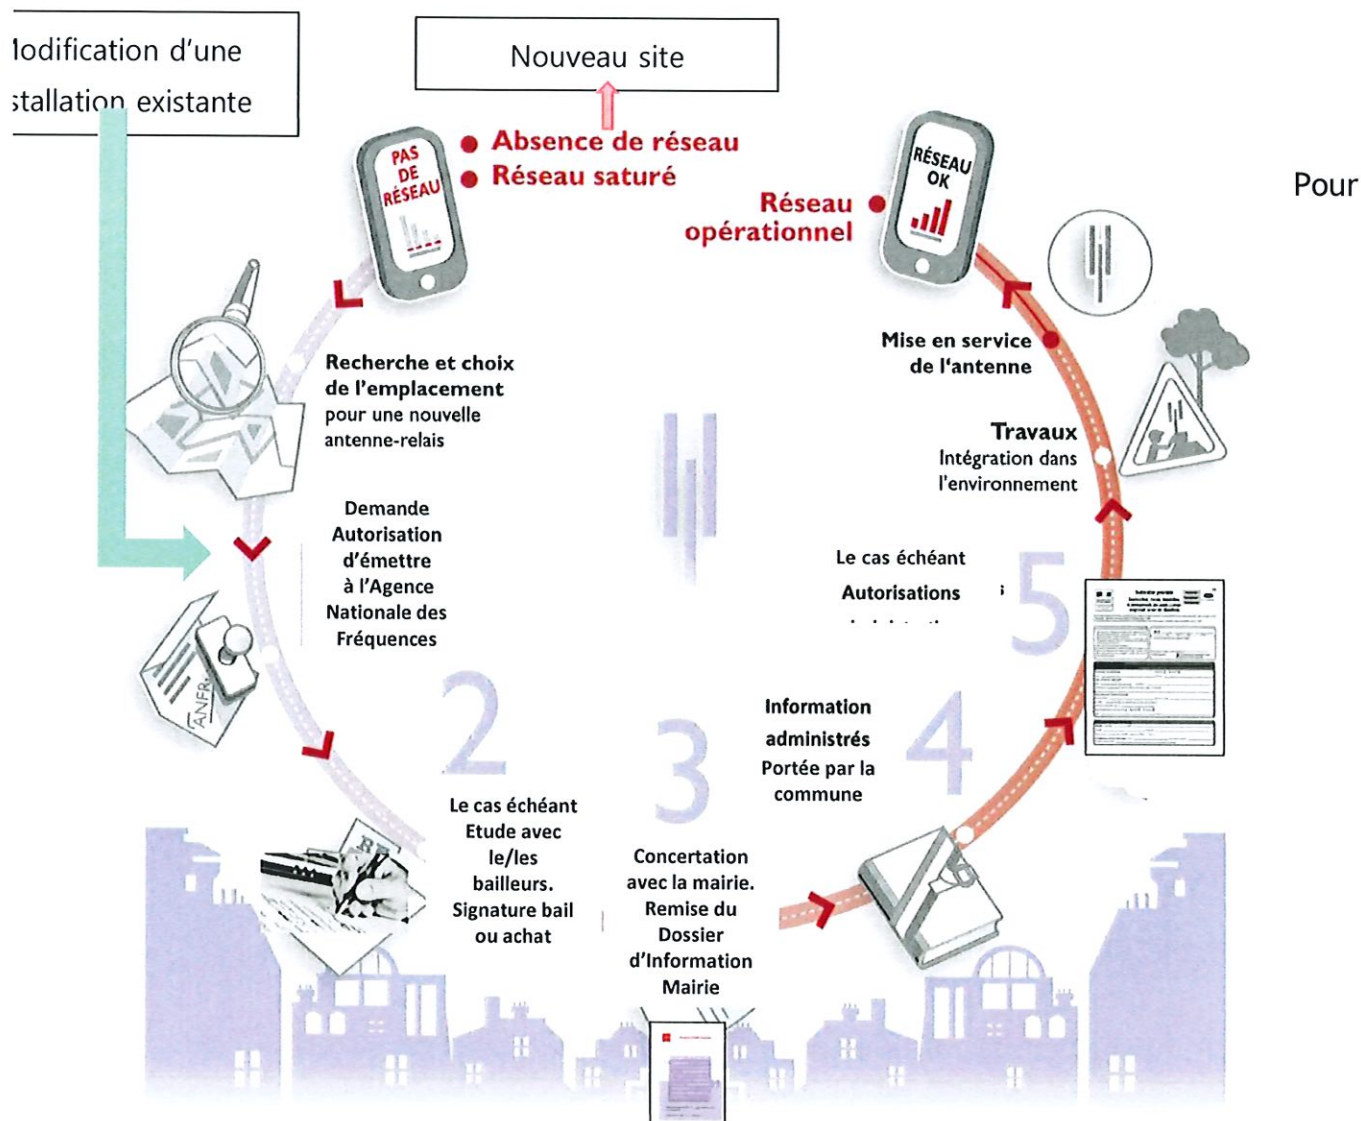 Modification d'une
stallation existante
Nouveau site
Absence de réseau
Réseau saturé
PAS
DE
RÉSEAU
RÉSEAU
OK
Réseau
opérationnel
Pour
Recherche et choix
de l'emplacement
pour une nouvelle
antenne-relais
Mise en service
de l'antenne
Travaux
Intégration dans
l'environnement
Demande
Autorisation
d'émettre
à l'Agence
Nationale des
Fréquences
ANFR
Le cas échéant
Autorisations
5
2
Le cas échéant
Etude avec
le/les
bailleurs.
Signature bail
ou achat
3
Concertation
avec la mairie.
Remise du
Dossier
d'Information
Mairie
4
Information
administrés
Portée par la
commune